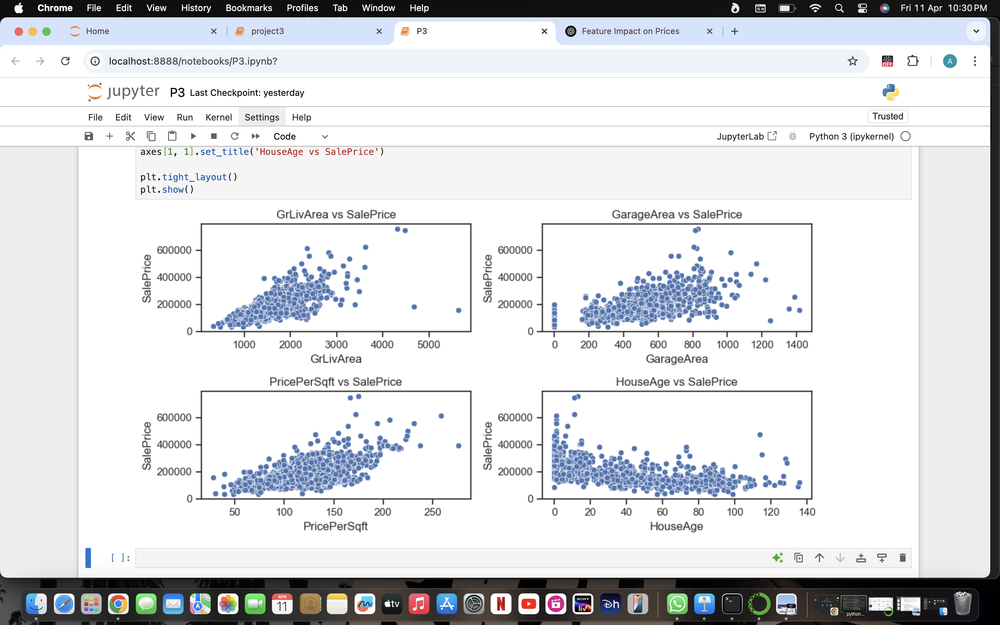 Chrome File Edit View History Bookmarks Profiles Tab Window Help Fri 11 Apr 10:30 PM
Home project3 P3 Feature Impact on Prices
localhost:8888/notebooks/P3.ipynb? OFF A
jupyter P3 Last Checkpoint: yesterday
File Edit View Run Kernel Settings Help Trusted
Code JupyterLab Python 3 (ipykernel)
axes[1, 1].set_title('HouseAge vs SalePrice')
plt.tight_layout()
plt.show()
GrLivArea vs SalePrice
SalePrice
600000
400000
200000
0
1000 2000 3000 4000 5000
GrLivArea
GarageArea vs SalePrice
SalePrice
600000
400000
200000
0
0 200 400 600 800 1000 1200 1400
GarageArea
PricePerSqft vs SalePrice
SalePrice
600000
400000
200000
0
50 100 150 200 250
PricePerSqft
HouseAge vs SalePrice
SalePrice
600000
400000
200000
0
0 20 40 60 80 100 120 140
HouseAge
[ ]:
APR
11
tv
N
SONY
liv
Dh
>_
python...